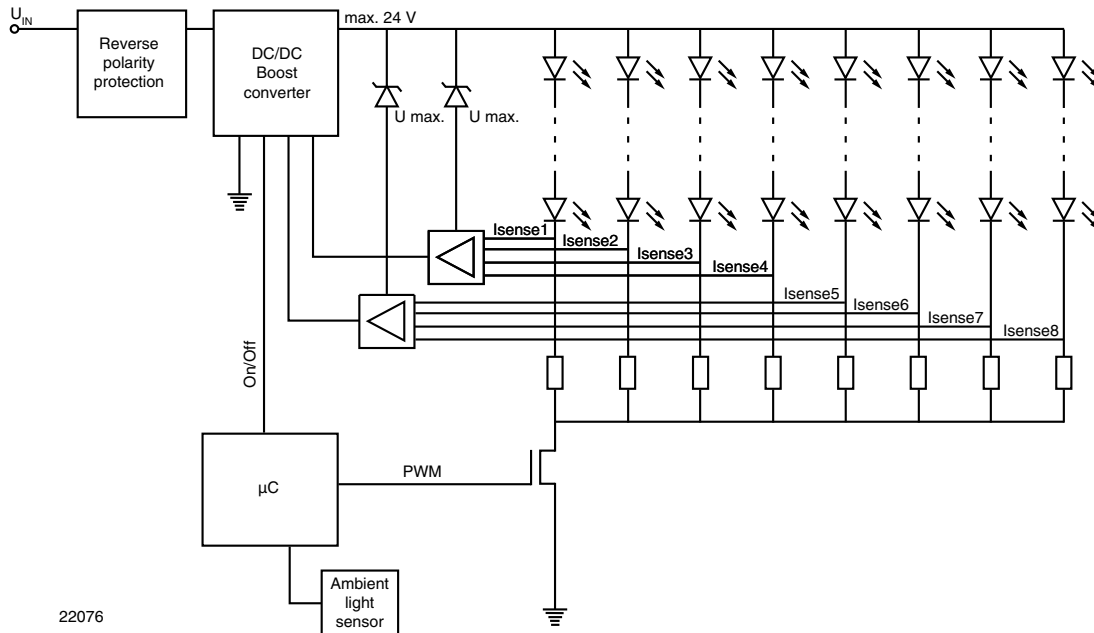 UIN
Reverse
polarity
protection
DC/DC
Boost
converter
max. 24 V
U max.
U max.
Isense1
Isense2
Isense3
Isense4
Isense5
Isense6
Isense7
Isense8
On/Off
µC
PWM
Ambient
light
sensor
22076